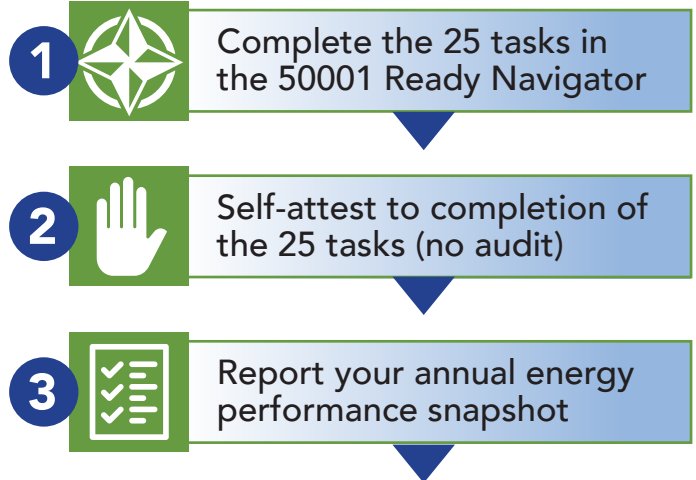 1
Complete the 25 tasks in
the 50001 Ready Navigator
2
Self-attest to completion of
the 25 tasks (no audit)
3
Report your annual energy
performance snapshot